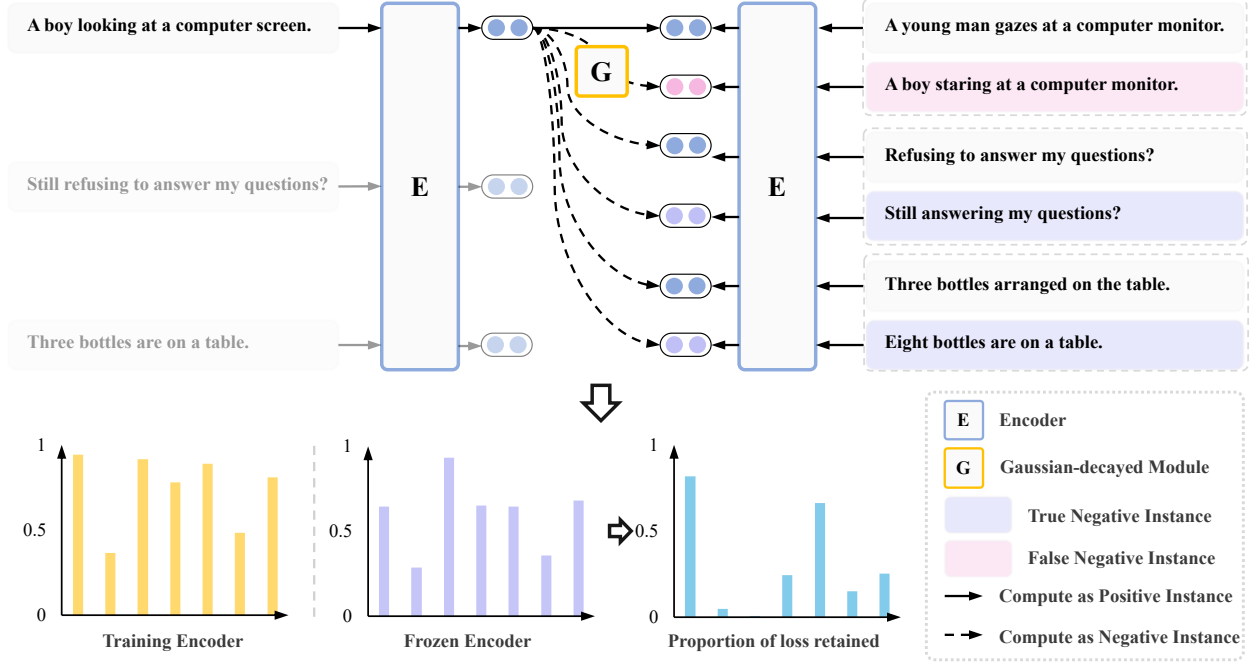 A boy looking at a computer screen.
Still refusing to answer my questions?
Three bottles are on a table.
E
G
E
A young man gazes at a computer monitor.
A boy staring at a computer monitor.
Refusing to answer my questions?
Still answering my questions?
Three bottles arranged on the table.
Eight bottles are on a table.
1
0.5
0
Training Encoder
1
0.5
0
Frozen Encoder
1
0.5
0
Proportion of loss retained
E Encoder
G Gaussian-decayed Module
True Negative Instance
False Negative Instance
Compute as Positive Instance
Compute as Negative Instance